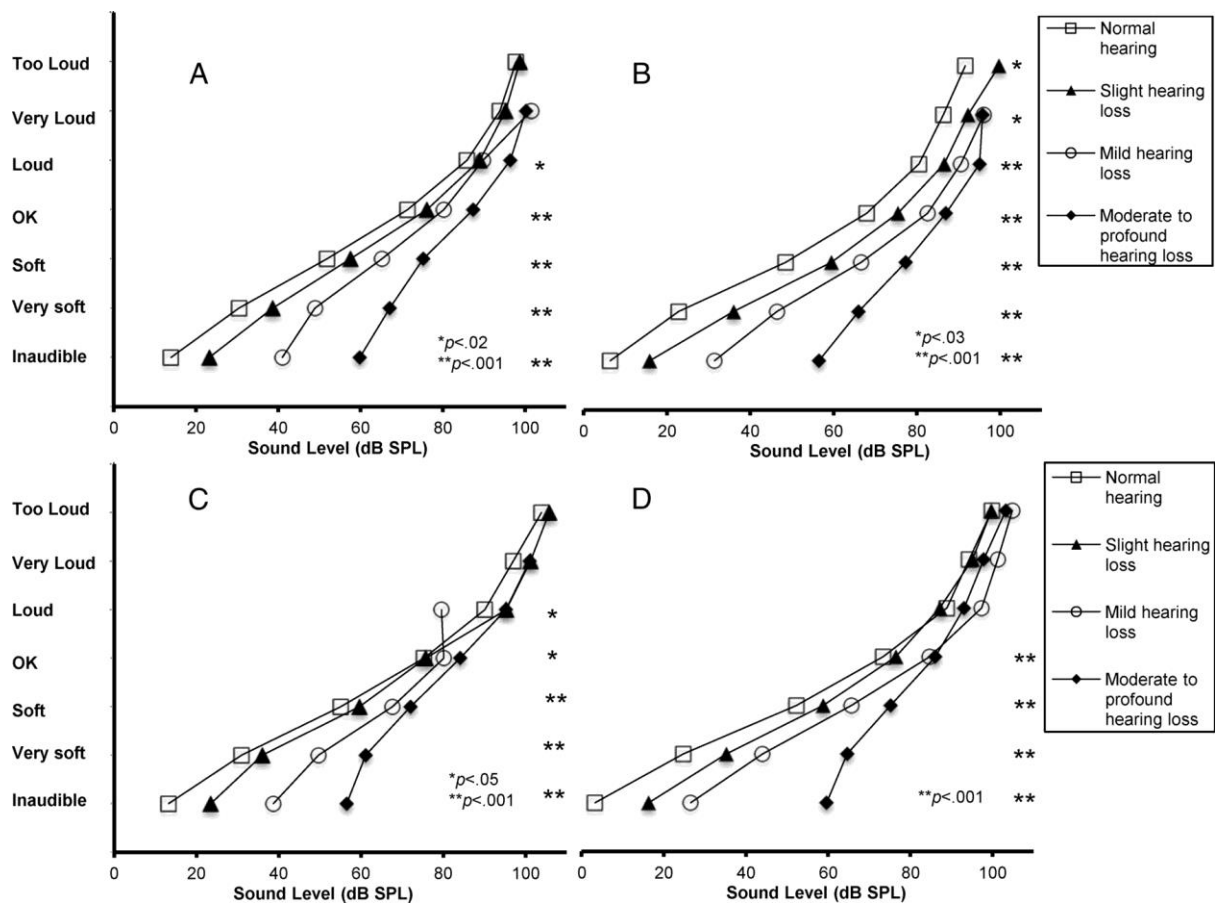 A
Too Loud
Very Loud
Loud *
OK **
Soft **
Very soft **
Inaudible **
*p<.02
**p<.001
0 20 40 60 80 100
Sound Level (dB SPL)
B
*
*
**
**
**
**
**
*p<.03
**p<.001
0 20 40 60 80 100
Sound Level (dB SPL)
Normal
hearing
Slight hearing
loss
Mild hearing
loss
Moderate to
profound
hearing loss
C
Too Loud
Very Loud
Loud *
OK *
Soft **
Very soft **
Inaudible **
*p<.05
**p<.001
0 20 40 60 80 100
Sound Level (dB SPL)
D
**
**
**
**
**p<.001
0 20 40 60 80 100
Sound Level (dB SPL)
Normal
hearing
Slight hearing
loss
Mild hearing
loss
Moderate to
profound
hearing loss